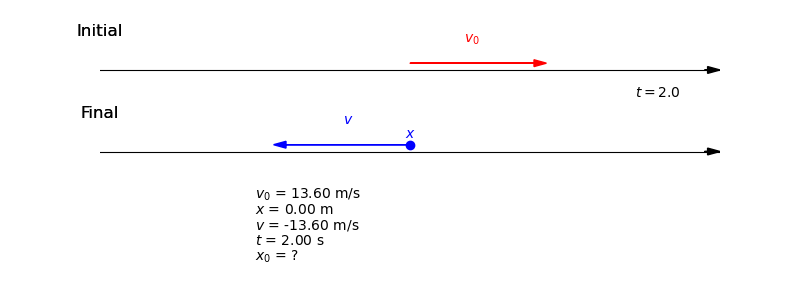 Initial
v₀
t = 2.0
Final
v
x
v₀ = 13.60 m/s
x = 0.00 m
v = -13.60 m/s
t = 2.00 s
x₀ = ?